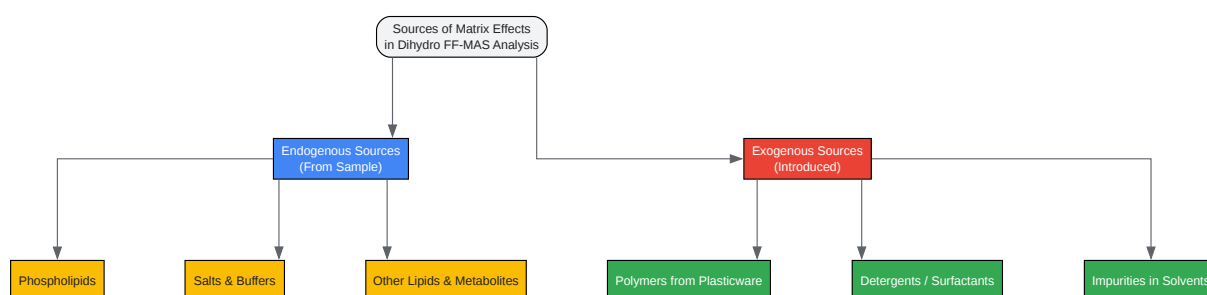 Sources of Matrix Effects
in Dihydro FF-MAS Analysis
Endogenous Sources
(From Sample)
Exogenous Sources
(Introduced)
Phospholipids
Salts & Buffers
Other Lipids & Metabolites
Polymers from Plasticware
Detergents / Surfactants
Impurities in Solvents